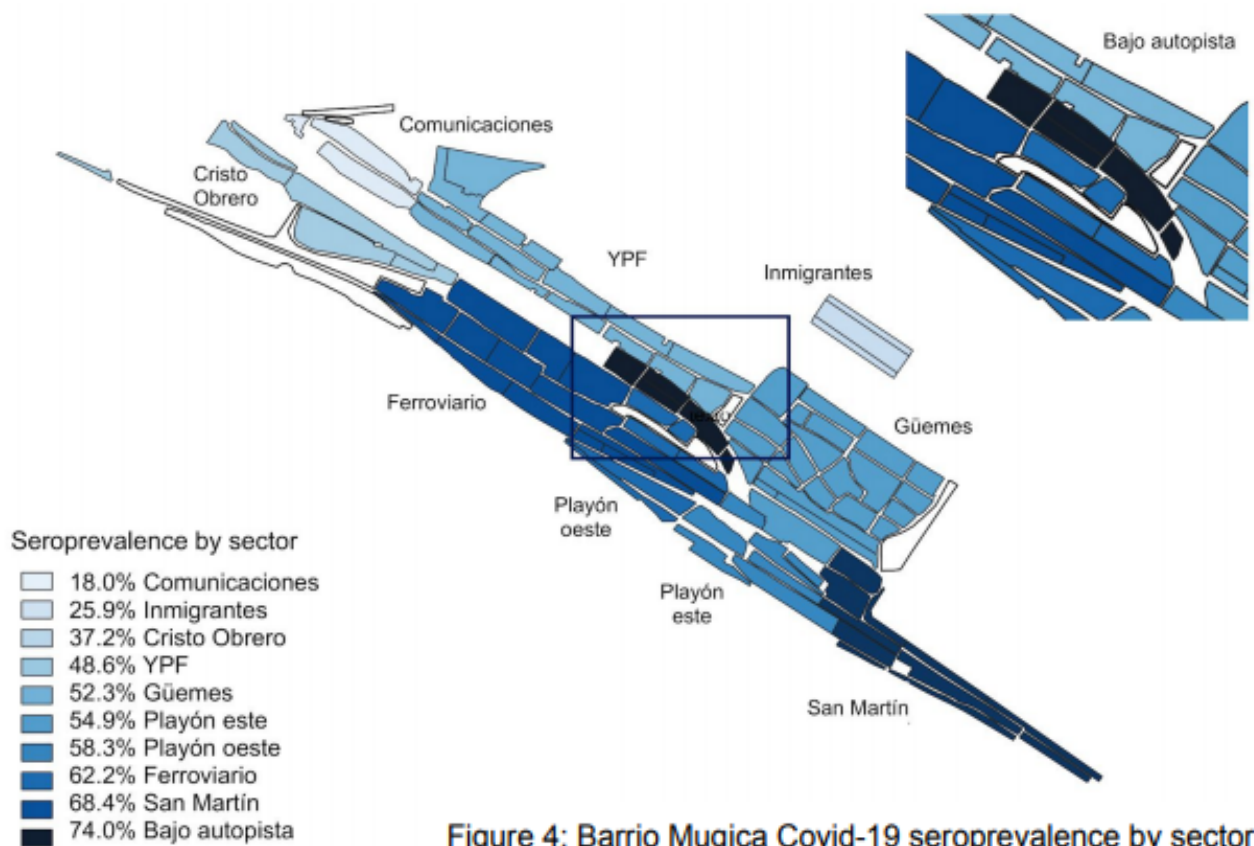 Bajo autopista
Comunicaciones
Cristo
Obrero
YPF
Inmigrantes
Ferroviario
Güemes
Playón
oeste
Playón
este
San Martín
Seroprevalence by sector
18.0% Comunicaciones
25.9% Inmigrantes
37.2% Cristo Obrero
48.6% YPF
52.3% Güemes
54.9% Playón este
58.3% Playón oeste
62.2% Ferroviario
68.4% San Martín
74.0% Bajo autopista
Figure 4: Barrio Mugica Covid-19 seroprevalence by sector